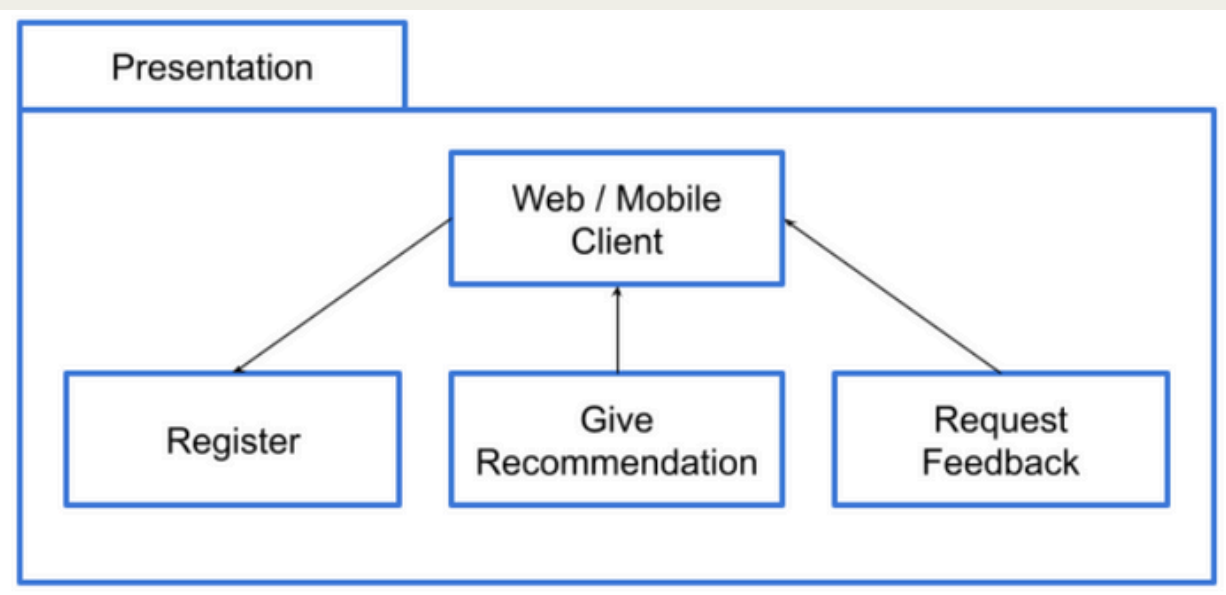 Presentation
Web / Mobile
Client
Register
Give
Recommendation
Request
Feedback